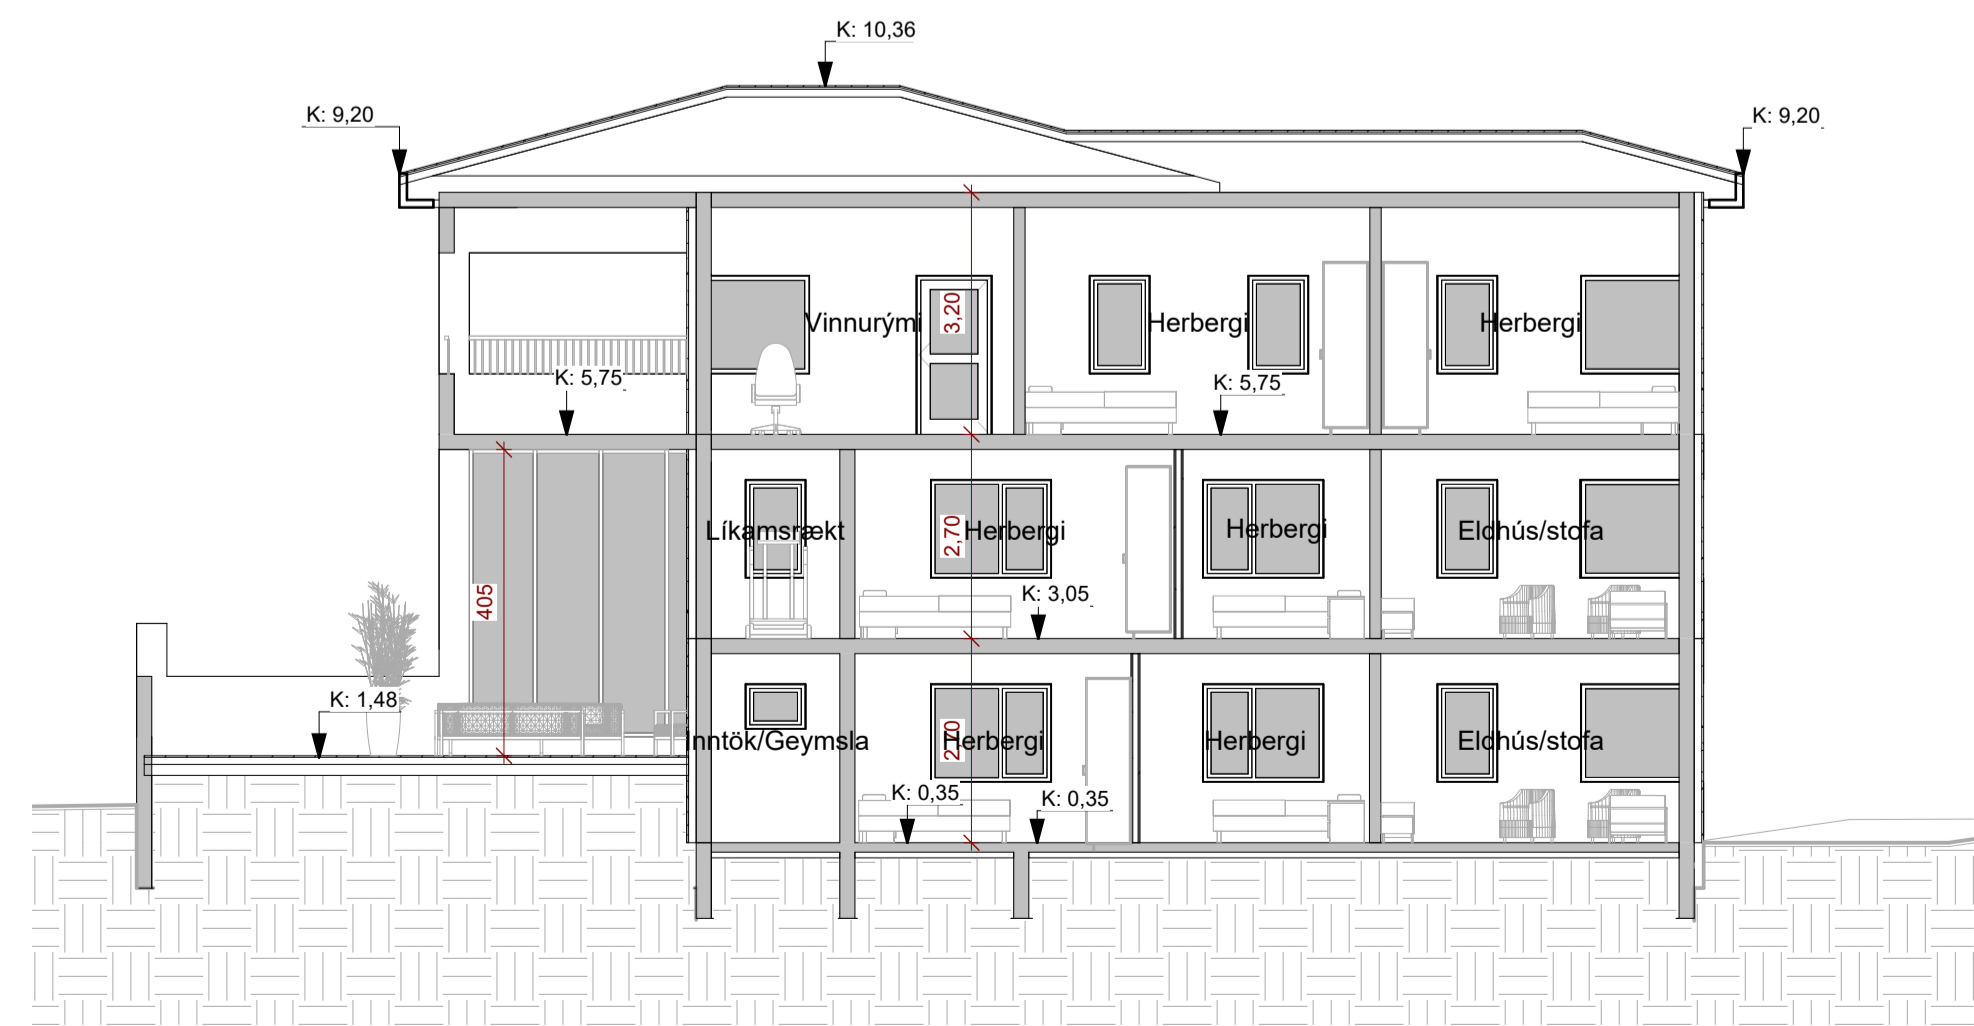 K: 10,36
K: 9,20
K: 9,20
Vinnurými
3,20
Herbergi
Herbergi
K: 5,75
K: 5,75
405
Líkamsrækt
2,70
Herbergi
Herbergi
Eldhús/stofa
K: 3,05
K: 1,48
Inntök/Geymsla
2,70
Herbergi
Herbergi
Eldhús/stofa
K: 0,35
K: 0,35